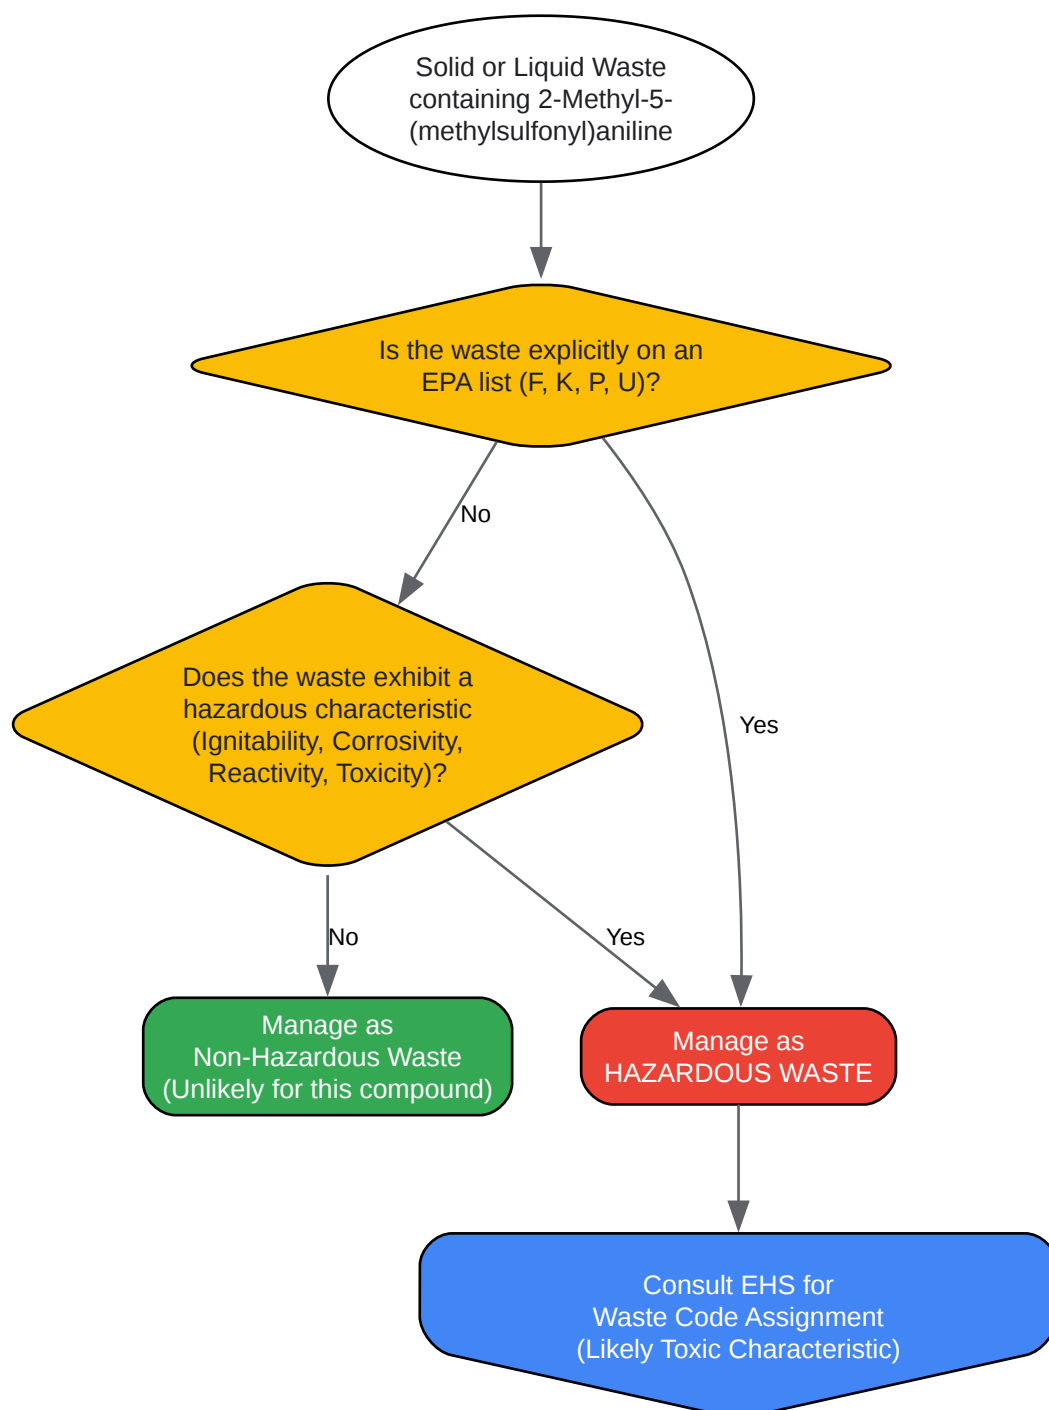 Solid or Liquid Waste
containing 2-Methyl-5-
(methylsulfonyl)aniline
Is the waste explicitly on an
EPA list (F, K, P, U)?
No
Does the waste exhibit a
hazardous characteristic
(Ignitability, Corrosivity,
Reactivity, Toxicity)?
Yes
No
Yes
Manage as
Non-Hazardous Waste
(Unlikely for this compound)
Manage as
HAZARDOUS WASTE
Consult EHS for
Waste Code Assignment
(Likely Toxic Characteristic)